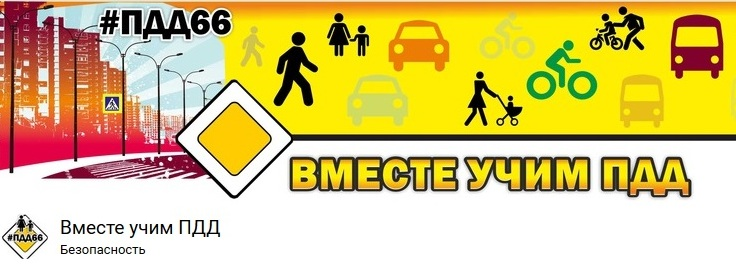 #ПДД66
ВМЕСТЕ УЧИМ ПДД
#ПДД66
Вместе учим ПДД
Безопасность